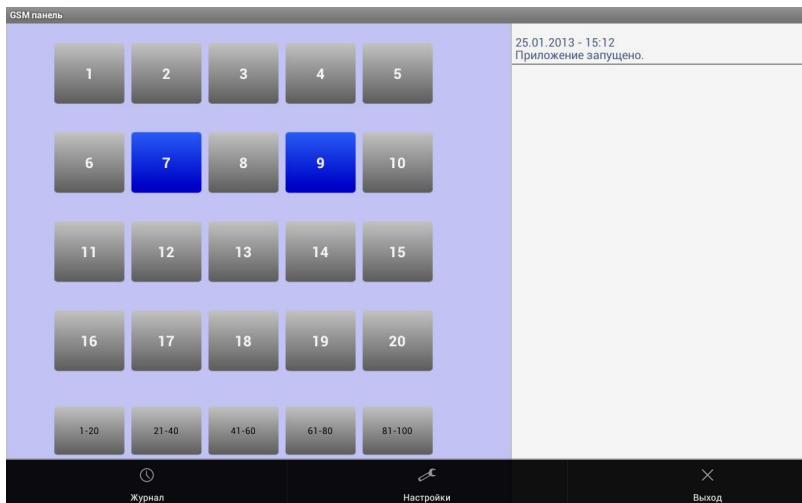 GSM панель
25.01.2013 - 15:12
Приложение запущено.
1 2 3 4 5
6 7 8 9 10
11 12 13 14 15
16 17 18 19 20
1-20 21-40 41-60 61-80 81-100
Журнал Настройки Выход